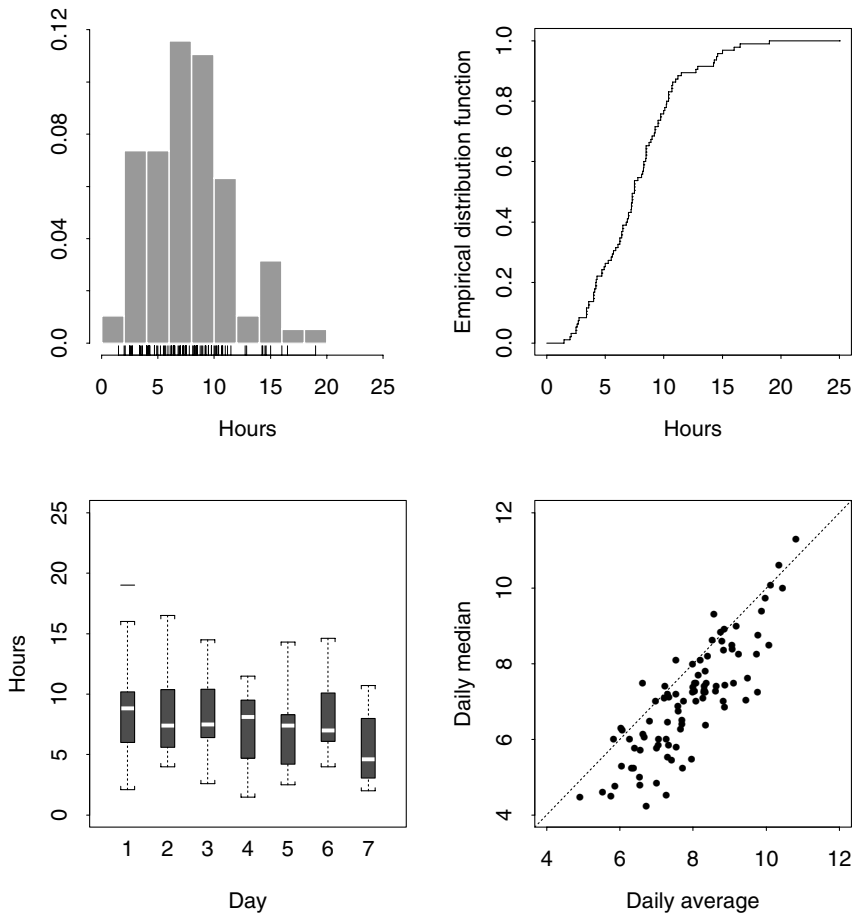 0.0 0.04 0.08 0.12
0 5 10 15 20 25
Hours
Empirical distribution function
0.0 0.2 0.4 0.6 0.8 1.0
0 5 10 15 20 25
Hours
Hours
0 5 10 15 20 25
1 2 3 4 5 6 7
Day
Daily median
4 6 8 10 12
4 6 8 10 12
Daily average